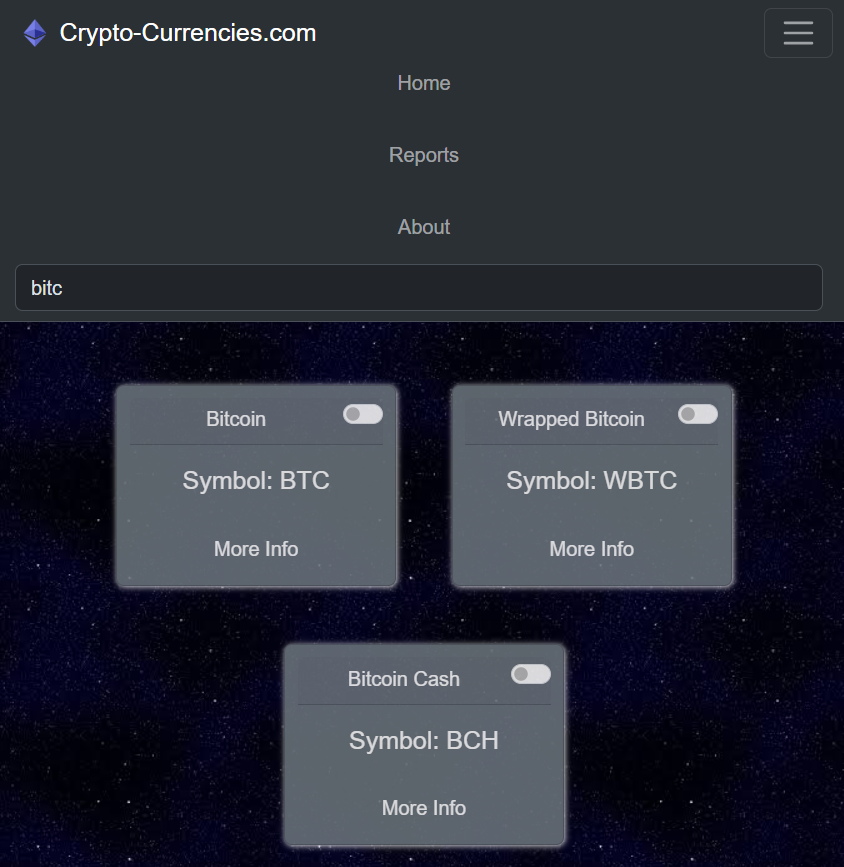 Crypto-Currencies.com
Home
Reports
About
bitc
Bitcoin
Symbol: BTC
More Info
Wrapped Bitcoin
Symbol: WBTC
More Info
Bitcoin Cash
Symbol: BCH
More Info